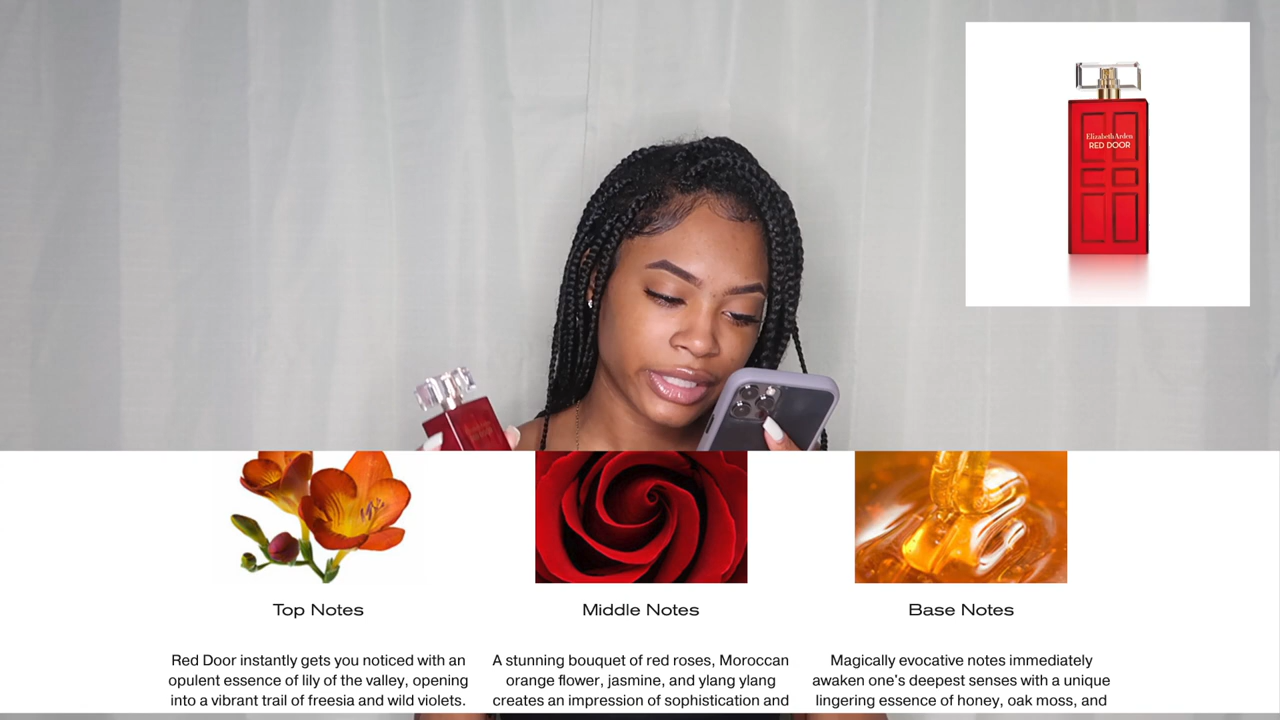 ElizabethArden
RED DOOR
Top Notes
Red Door instantly gets you noticed with an
opulent essence of lily of the valley, opening
into a vibrant trail of freesia and wild violets.
Middle Notes
A stunning bouquet of red roses, Moroccan
orange flower, jasmine, and ylang ylang
creates an impression of sophistication and
Base Notes
Magically evocative notes immediately
awaken one's deepest senses with a unique
lingering essence of honey, oak moss, and